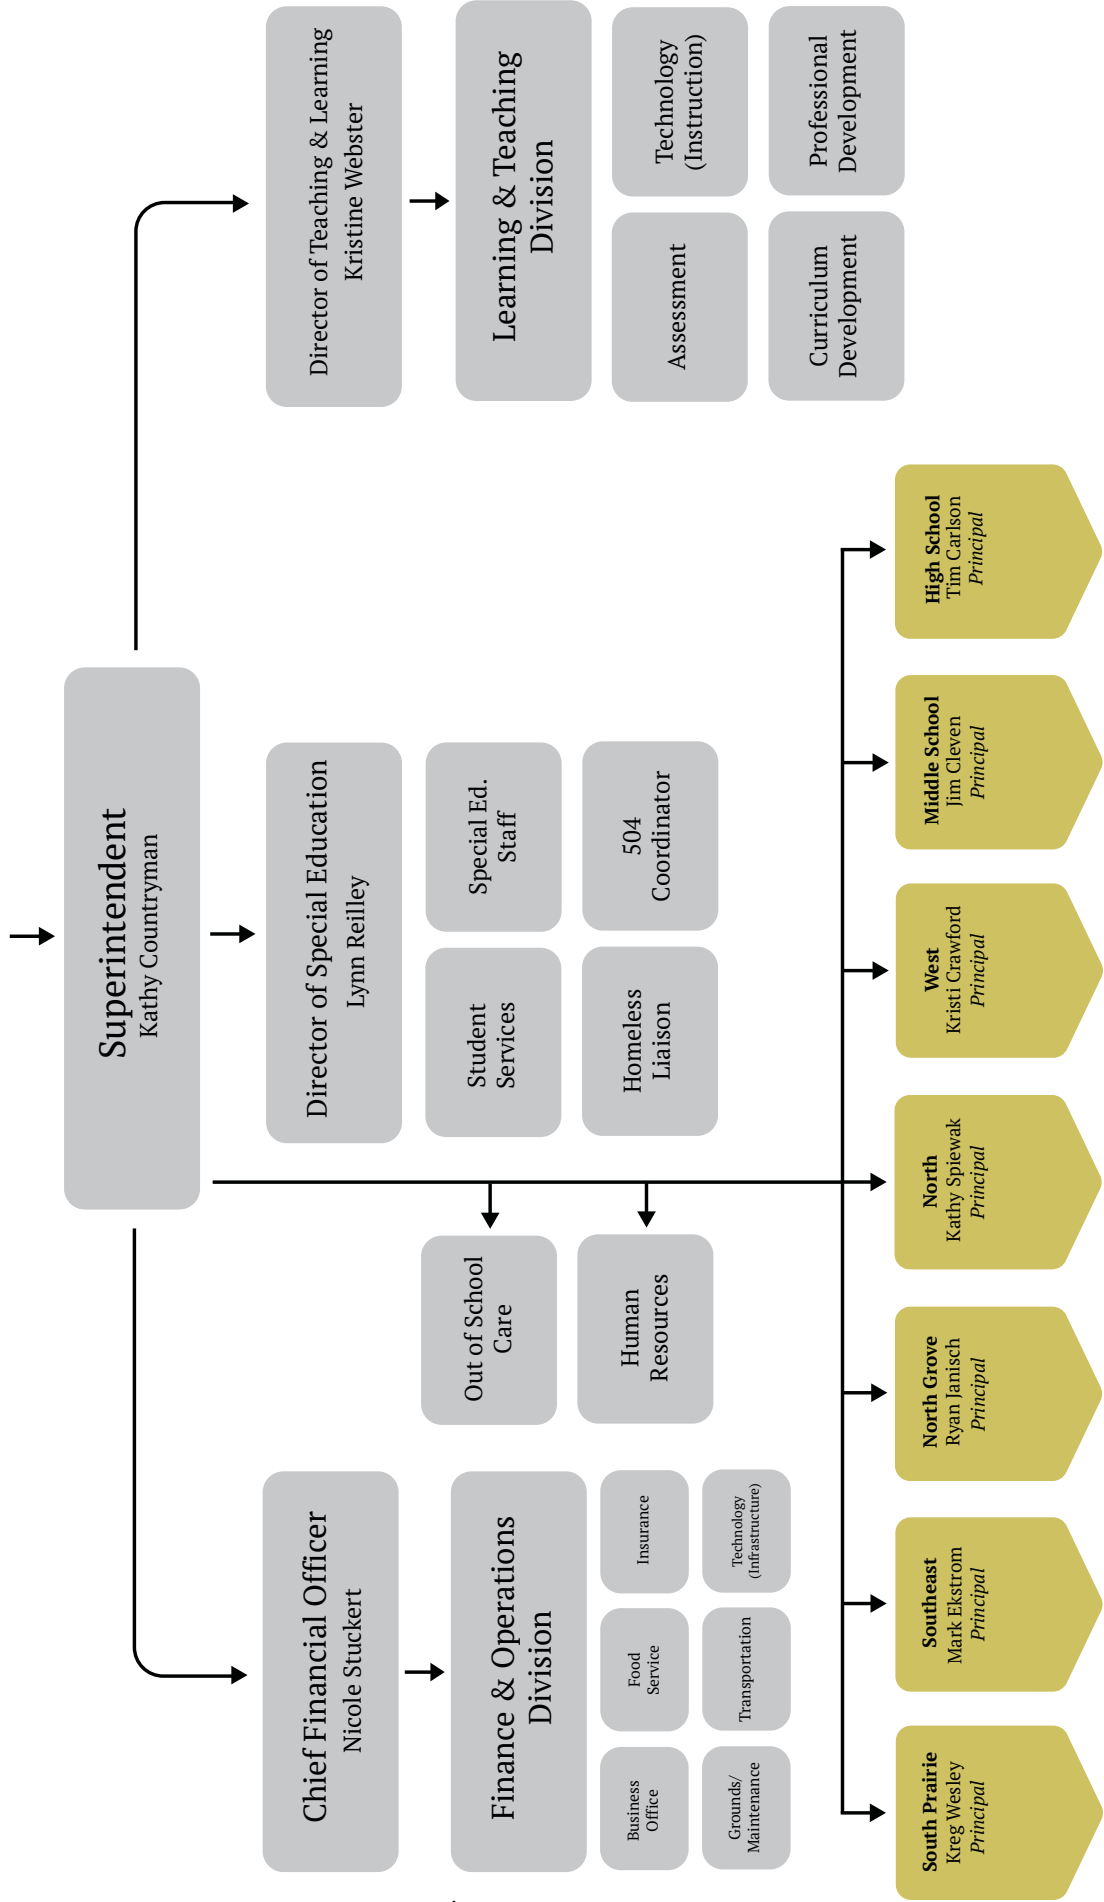 Superintendent
Kathy Countryman
Chief Financial Officer
Nicole Stuckert
Director of Special Education
Lynn Reilley
Director of Teaching & Learning
Kristine Webster
Finance & Operations
Division
Business
Office
Food
Service
Insurance
Grounds/
Maintenance
Transportation
Technology
(Infrastructure)
Out of School
Care
Human
Resources
Student
Services
Special Ed.
Staff
Homeless
Liaison
504
Coordinator
Learning & Teaching
Division
Assessment
Technology
(Instruction)
Curriculum
Development
Professional
Development
South Prairie
Kreg Wesley
Principal
Southeast
Mark Ekstrom
Principal
North Grove
Ryan Janisch
Principal
North
Kathy Spiewak
Principal
West
Kristi Crawford
Principal
Middle School
Jim Cleven
Principal
High School
Tim Carlson
Principal